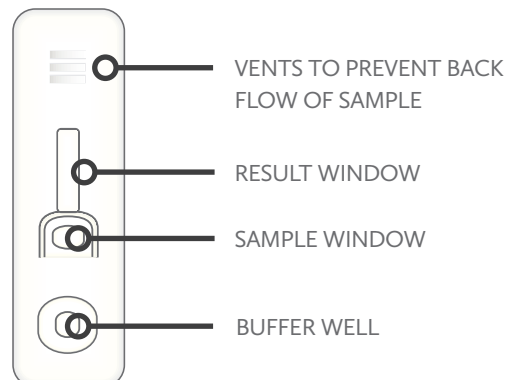 VENTS TO PREVENT BACK
FLOW OF SAMPLE
RESULT WINDOW
SAMPLE WINDOW
BUFFER WELL